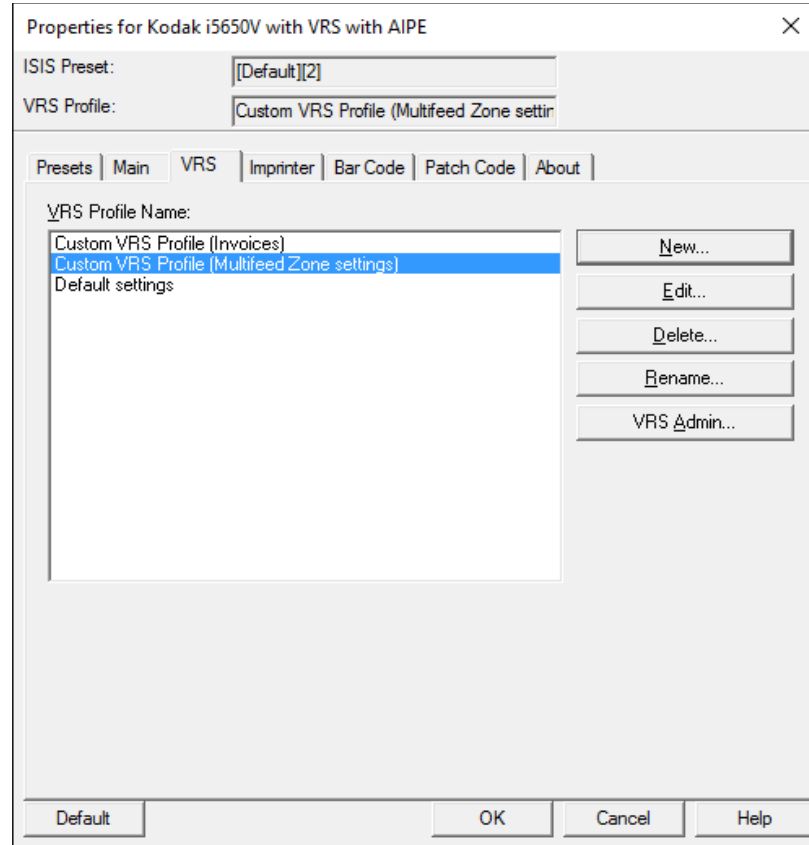 Properties for Kodak i5650V with VRS with AIPE
ISIS Preset:
[Default][2]
VRS Profile:
Custom VRS Profile (Multifeed Zone settin
Presets Main VRS Imprinter Bar Code Patch Code About
VRS Profile Name:
Custom VRS Profile (Invoices)
Custom VRS Profile (Multifeed Zone settings)
Default settings
New...
Edit...
Delete...
Rename...
VRS Admin...
Default OK Cancel Help